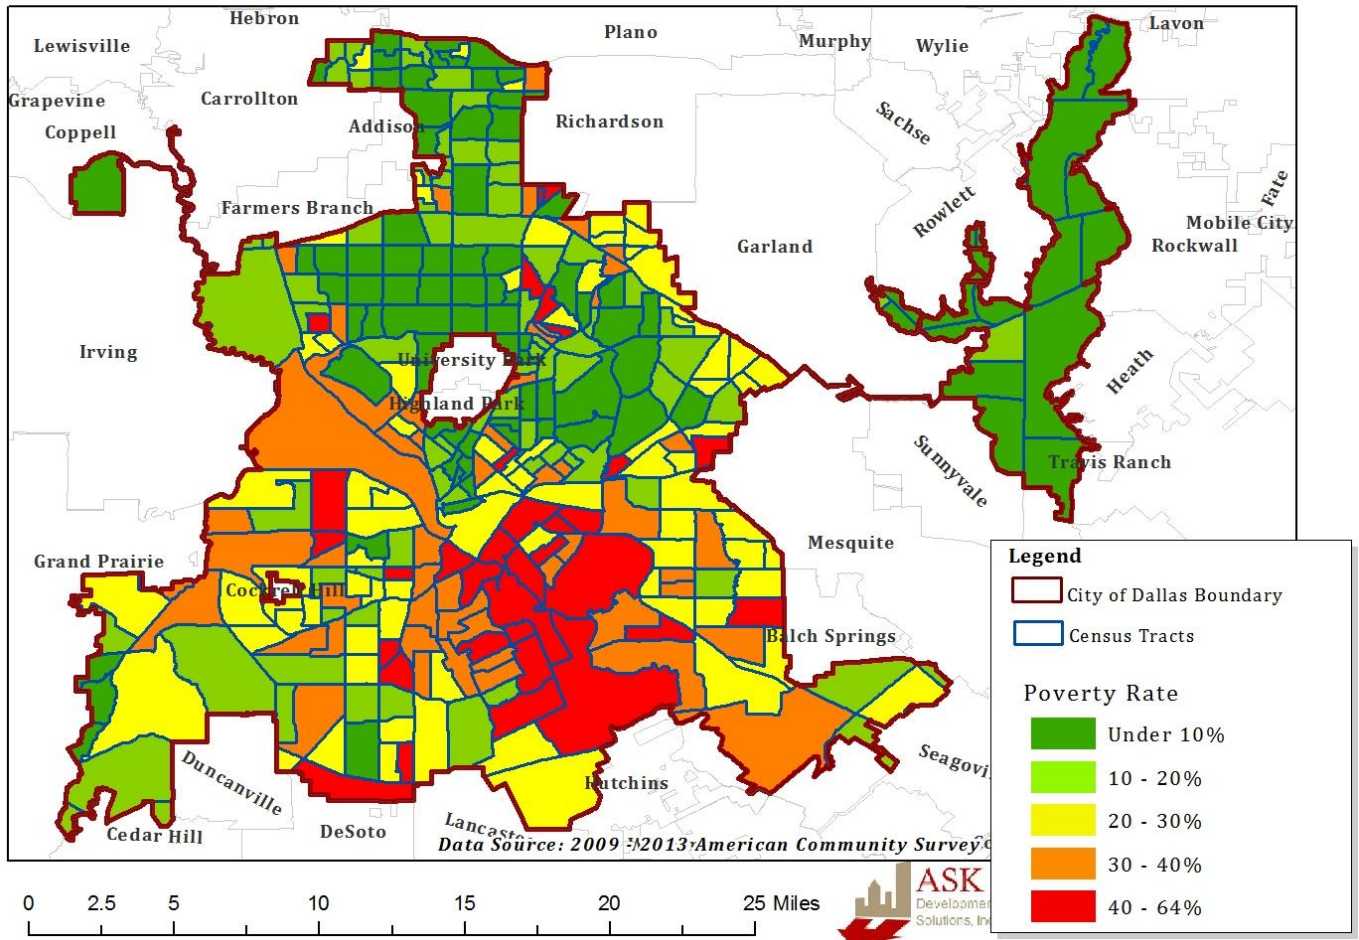 Hebron
Lewisville
Plano
Murphy
Wylie
Lavon
Grapevine
Carrollton
Coppell
Addison
Richardson
Sachse
Farmers Branch
Rowlett
Fate
Garland
Mobile City
Rockwall
Irving
University Park
Highland Park
Heath
Sunnyvale
Travis Ranch
Grand Prairie
Mesquite
Cockrell Hill
Balch Springs
Duncanville
Hutchins
Cedar Hill
DeSoto
Data Source: 2009 2013 American Community Survey
Legend
City of Dallas Boundary
Census Tracts
Poverty Rate
Under 10%
10 - 20%
20 - 30%
30 - 40%
40 - 64%
0 2.5 5 10 15 20 25 Miles
ASK
Solutions,